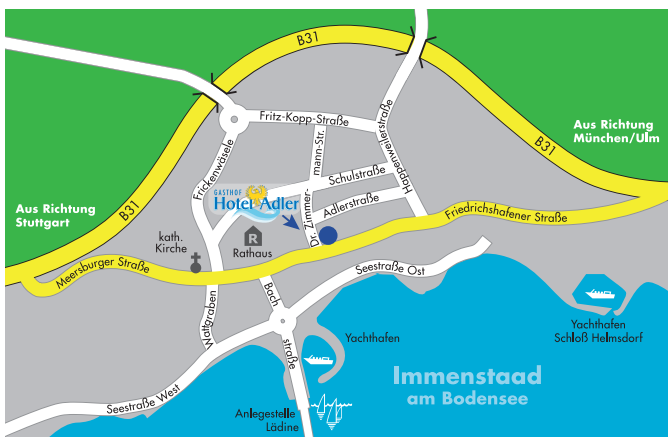 B31
Fritz-Kopp-Straße
Aus Richtung
München/Ulm
B31
Happenweilerstraße
mann-Str.
Dr. Zimmer-
Frickenwäsele
Schulstraße
GASTHOF
Hotel Adler
Adlerstraße
Aus Richtung
Stuttgart
B31
Friedrichshafener Straße
kath.
Kirche
R
Rathaus
Meersburger Straße
Seestraße Ost
Wattgraben
Bach
straße
Yachthafen
Yachthafen
Schloß Helmsdorf
Immenstaad
am Bodensee
Seestraße West
Anlegestelle
Lädine